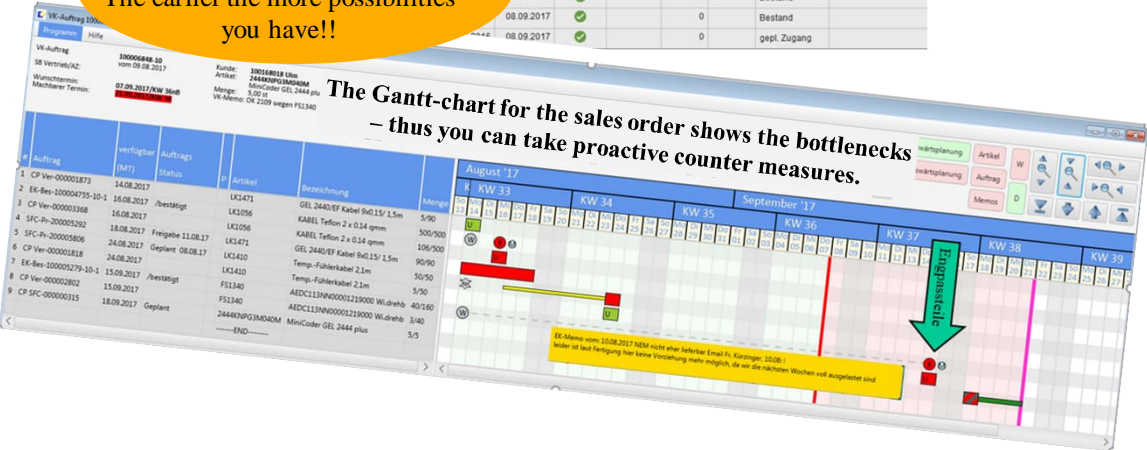 The earlier the more possibilities
you have!!
08.09.2017 0 Bestand
08.09.2017 0 gepl. Zugang
VK-Auftrag
Programm Hilfe
VK-Auftrag 100006848-10
vom 09.08.2017
SB Vertrieb/AZ:
Wunschtermin: 07.09.2017/KW 36
Machbarer Termin:
Kunde: 100168018 Ulm
Artikel: 2444KNPG3M040M
MiniCoder GEL 2444 plu
Menge: 5,00 st
VK-Memo: OK 2109 wegen FS1340
The Gantt-chart for the sales order shows the bottlenecks
– thus you can take proactive counter measures.
wärtsplanung Artikel W
wärtsplanung Auftrag
Memos D
# Auftrag verfügbar (MT) Auftrags Status P Artikel Bezeichnung Menge
1 CP Ver-000001873 14.08.2017 LK1471 GEL 2440/EF Kabel 9x0,15/ 1,5m 5/90
2 EK-Bes-100004755-10-1 16.08.2017 /bestätigt LK1056 KABEL Teflon 2 x 0,14 qmm 500/500
3 CP Ver-000003368 16.08.2017 LK1056 KABEL Teflon 2 x 0,14 qmm 106/500
4 SFC-Pr-200005292 18.08.2017 Freigabe 11.08.17 LK1471 GEL 2440/EF Kabel 9x0,15/ 1,5m 90/90
5 SFC-Pr-200005806 24.08.2017 Geplant 08.08.17 LK1410 Temp.-Fühlerkabel 2,1m 50/50
6 CP Ver-000001818 24.08.2017 LK1410 Temp.-Fühlerkabel 2,1m 5/50
7 EK-Bes-100005279-10-1 15.09.2017 /bestätigt FS1340 AEDC113NN00001219000 Wi.drehb 40/160
8 CP Ver-000002802 15.09.2017 FS1340 AEDC113NN00001219000 Wi.drehb 3/40
9 CP SFC-000000315 18.09.2017 Geplant 2444KNPG3M040M MiniCoder GEL 2444 plus 5/5
------END-------
August '17 September '17
K KW 33 KW 34 KW 35 KW 36 KW 37 KW 38 KW 39
U
W
U
W
Engpassteile
EK-Memo vom: 10.08.2017 NEM nicht eher lieferbar Email Fr. Kürzinger, 10.08:
leider ist laut Fertigung hier keine Vorziehung mehr möglich, da wir die nächsten Wochen voll ausgelastet sind